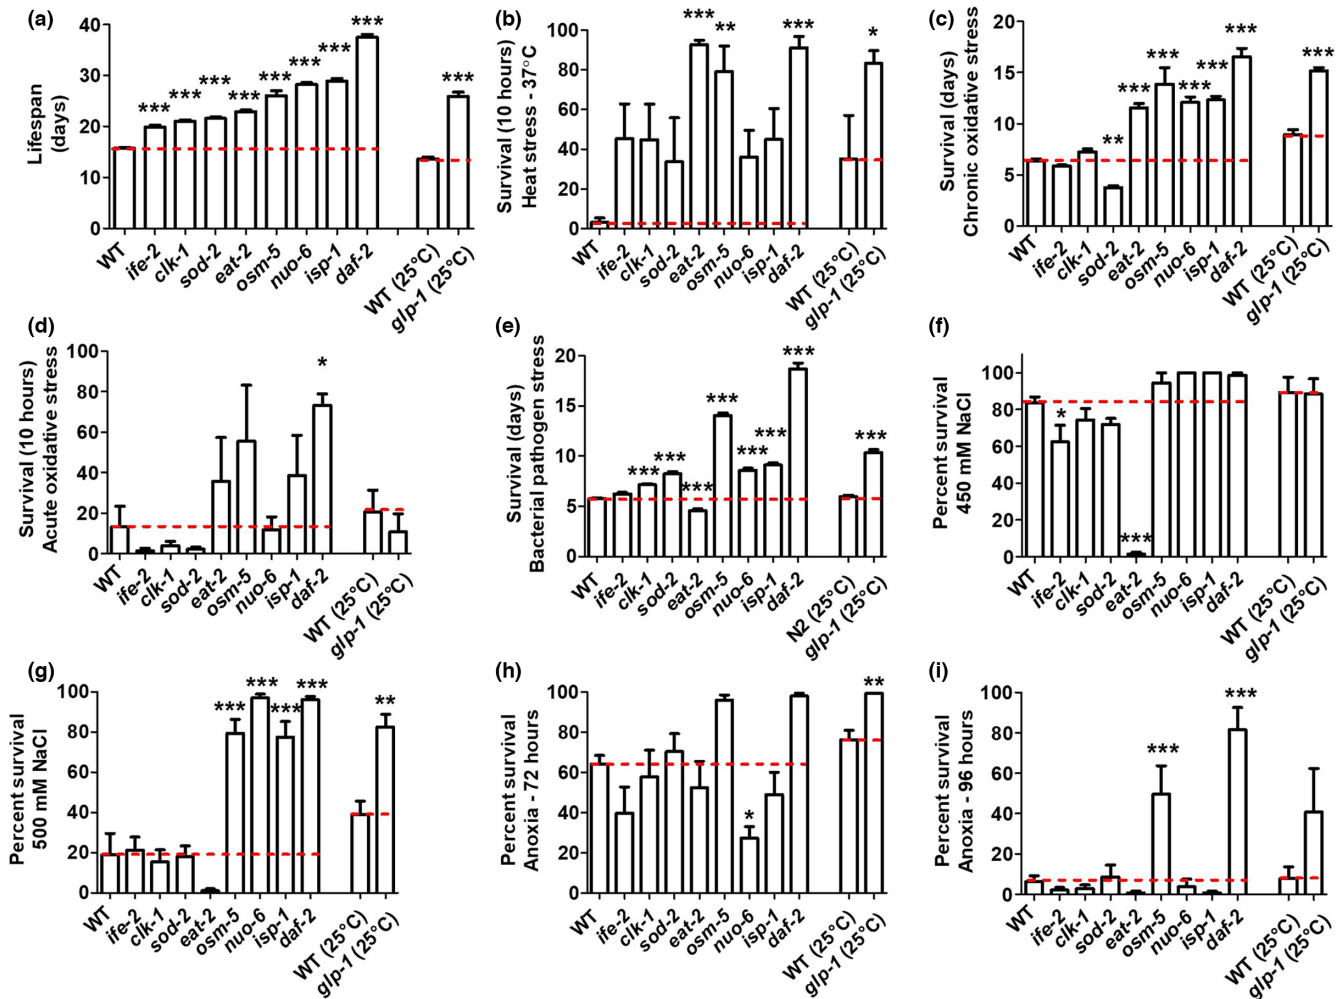 (a)
Lifespan
(days)
40
30
20
10
0
***
***
***
***
***
***
***
***
***
WT
ife-2
clk-1
sod-2
eat-2
osm-5
nuo-6
isp-1
daf-2
WT (25°C)
glp-1 (25°C)
(b)
Survival (10 hours)
Heat stress - 37°C
100
80
60
40
20
0
***
**
***
*
WT
ife-2
clk-1
sod-2
eat-2
osm-5
nuo-6
isp-1
daf-2
WT (25°C)
glp-1 (25°C)
(c)
Survival (days)
Chronic oxidative stress
20
15
10
5
0
**
***
***
***
***
***
***
WT
ife-2
clk-1
sod-2
eat-2
osm-5
nuo-6
isp-1
daf-2
WT (25°C)
glp-1 (25°C)
(d)
Survival (10 hours)
Acute oxidative stress
100
80
60
40
20
0
*
WT
ife-2
clk-1
sod-2
eat-2
osm-5
nuo-6
isp-1
daf-2
WT (25°C)
glp-1 (25°C)
(e)
Survival (days)
Bacterial pathogen stress
20
15
10
5
0
***
***
***
***
***
***
***
***
WT
ife-2
clk-1
sod-2
eat-2
osm-5
nuo-6
isp-1
daf-2
N2 (25°C)
glp-1 (25°C)
(f)
Percent survival
450 mM NaCl
100
80
60
40
20
0
*
***
WT
ife-2
clk-1
sod-2
eat-2
osm-5
nuo-6
isp-1
daf-2
WT (25°C)
glp-1 (25°C)
(g)
Percent survival
500 mM NaCl
100
80
60
40
20
0
***
***
***
***
**
WT
ife-2
clk-1
sod-2
eat-2
osm-5
nuo-6
isp-1
daf-2
WT (25°C)
glp-1 (25°C)
(h)
Percent survival
Anoxia - 72 hours
100
80
60
40
20
0
*
**
WT
ife-2
clk-1
sod-2
eat-2
osm-5
nuo-6
isp-1
daf-2
WT (25°C)
glp-1 (25°C)
(i)
Percent survival
Anoxia - 96 hours
100
80
60
40
20
0
***
***
WT
ife-2
clk-1
sod-2
eat-2
osm-5
nuo-6
isp-1
daf-2
WT (25°C)
glp-1 (25°C)